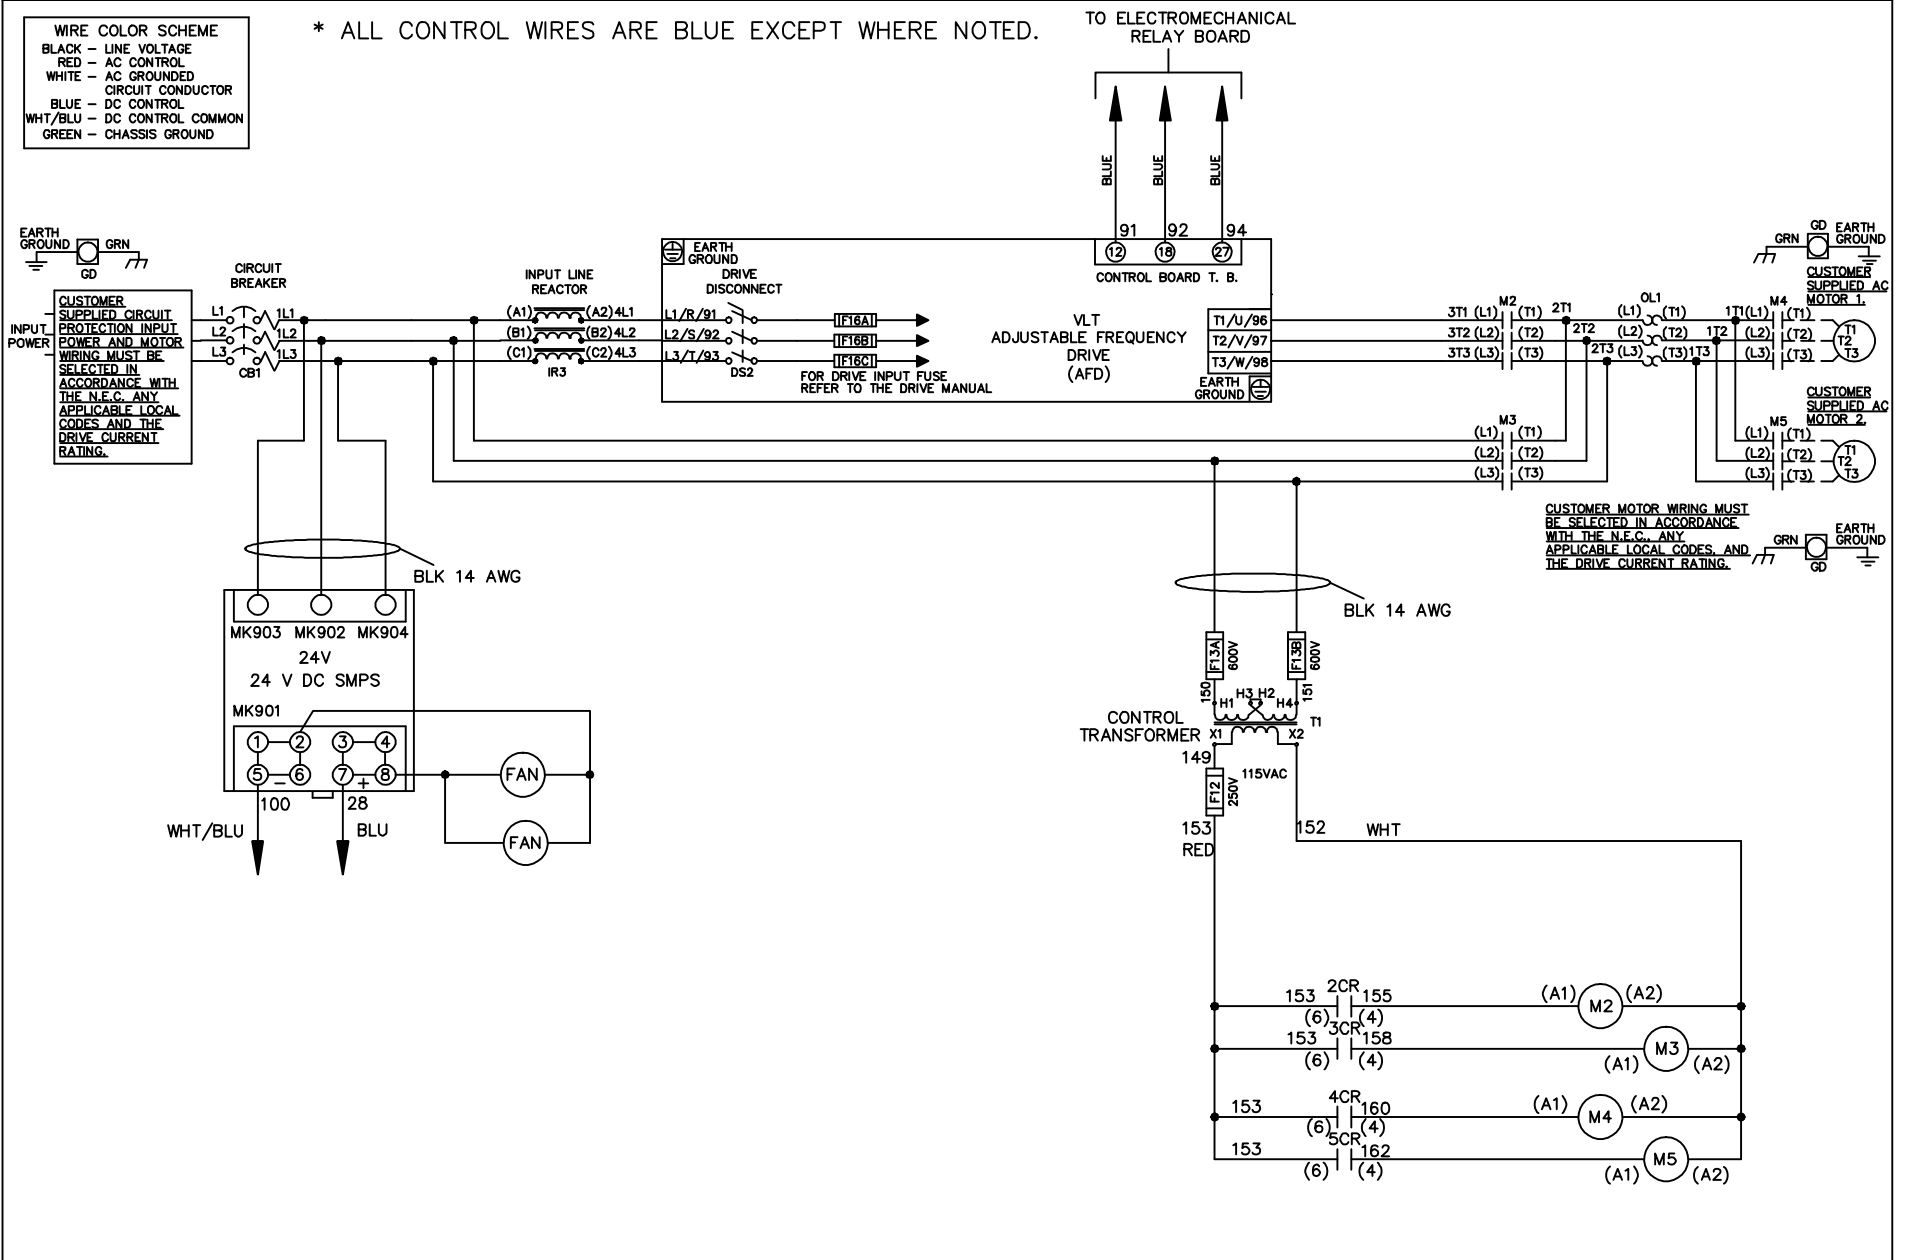 WIRE COLOR SCHEME
BLACK – LINE VOLTAGE
RED – AC CONTROL
WHITE – AC GROUNDED
CIRCUIT CONDUCTOR
BLUE – DC CONTROL
WHT/BLU – DC CONTROL COMMON
GREEN – CHASSIS GROUND
* ALL CONTROL WIRES ARE BLUE EXCEPT WHERE NOTED.
TO ELECTROMECHANICAL
RELAY BOARD
BLUE
BLUE
BLUE
91 92 94
12 18 27
CONTROL BOARD T. B.
EARTH
GROUND
GRN
GD
CIRCUIT
BREAKER
INPUT
POWER
CUSTOMER
SUPPLIED CIRCUIT
PROTECTION INPUT
POWER AND MOTOR
WIRING MUST BE
SELECTED IN
ACCORDANCE WITH
THE N.E.C. ANY
APPLICABLE LOCAL
CODES AND THE
DRIVE CURRENT
RATING.
L1 1L1
L2 1L2
L3 1L3
CB1
INPUT LINE
REACTOR
(A1) (A2) 4L1
(B1) (B2) 4L2
(C1) (C2) 4L3
IR3
EARTH
GROUND
DRIVE
DISCONNECT
L1/R/91
L2/S/92
L3/T/93
DS2
F16A
F16B
F16C
FOR DRIVE INPUT FUSE
REFER TO THE DRIVE MANUAL
VLT
ADJUSTABLE FREQUENCY
DRIVE
(AFD)
T1/U/96
T2/V/97
T3/W/98
EARTH
GROUND
M2
3T1 (L1) (T1) 2T1
3T2 (L2) (T2) 2T2
3T3 (L3) (T3) 2T3
OL1
(L1) (T1) 1T1
(L2) (T2) 1T2
(L3) (T3) 1T3
M4
(L1) (T1)
(L2) (T2)
(L3) (T3)
T1
T2
T3
GRN
GD
EARTH
GROUND
CUSTOMER
SUPPLIED AC
MOTOR 1.
M3
(L1) (T1)
(L2) (T2)
(L3) (T3)
CUSTOMER
SUPPLIED AC
MOTOR 2.
M5
(L1) (T1)
(L2) (T2)
(L3) (T3)
T1
T2
T3
CUSTOMER MOTOR WIRING MUST
BE SELECTED IN ACCORDANCE
WITH THE N.E.C., ANY
APPLICABLE LOCAL CODES, AND
THE DRIVE CURRENT RATING.
GRN
GD
EARTH
GROUND
BLK 14 AWG
MK903 MK902 MK904
24V
24 V DC SMPS
MK901
1 2 3 4
5 – 6 7 + 8
100 28
WHT/BLU BLU
FAN
FAN
BLK 14 AWG
F13A
600V
F13B
600V
150
151
H1 H3 H2 H4
CONTROL
TRANSFORMER
T1
X1 X2
149
115VAC
F12
250V
153
RED
152 WHT
2CR
153 155
(6) (4)
(A1) M2 (A2)
3CR
153 158
(6) (4)
M3
(A1) (A2)
4CR
153 160
(6) (4)
(A1) M4 (A2)
5CR
153 162
(6) (4)
M5
(A1) (A2)